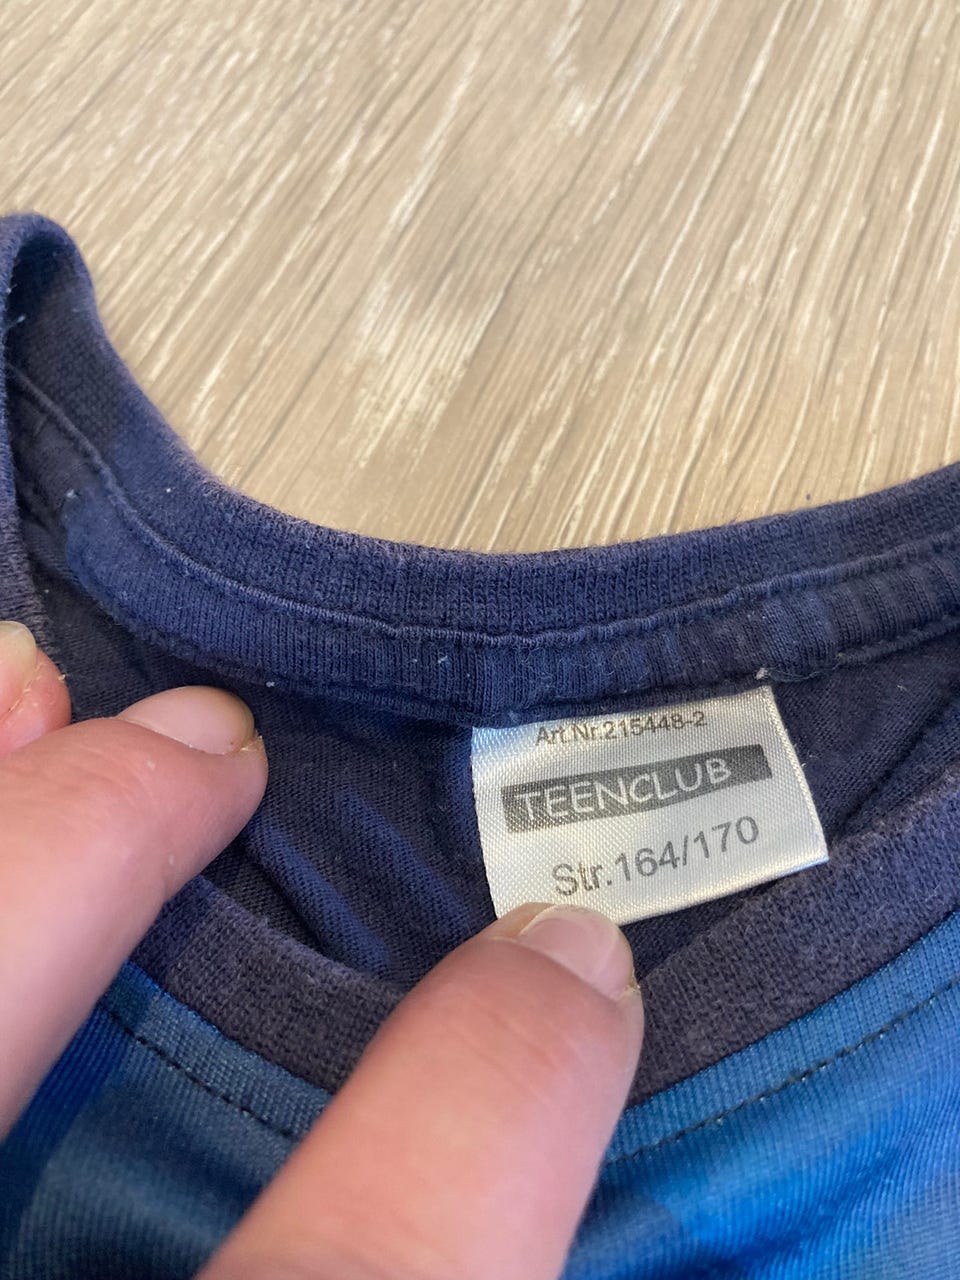 Art.Nr.215448-2
TEENCLUB
Str.164/170